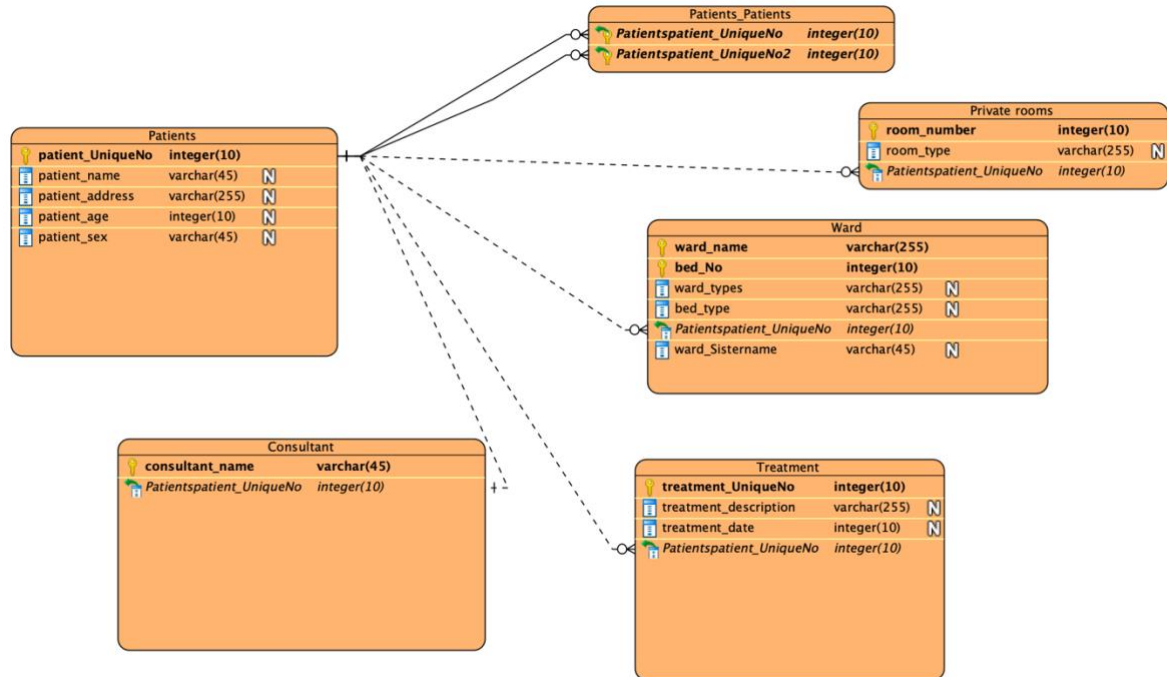 Patients_Patients
Patientspatient_UniqueNo integer(10)
Patientspatient_UniqueNo2 integer(10)
Private rooms
room_number integer(10)
room_type varchar(255) N
Patientspatient_UniqueNo integer(10)
Patients
patient_UniqueNo integer(10)
patient_name varchar(45) N
patient_address varchar(255) N
patient_age integer(10) N
patient_sex varchar(45) N
Ward
ward_name varchar(255)
bed_No integer(10)
ward_types varchar(255) N
bed_type varchar(255) N
Patientspatient_UniqueNo integer(10)
ward_Sistername varchar(45) N
Consultant
consultant_name varchar(45)
Patientspatient_UniqueNo integer(10)
Treatment
treatment_UniqueNo integer(10)
treatment_description varchar(255) N
treatment_date integer(10) N
Patientspatient_UniqueNo integer(10)